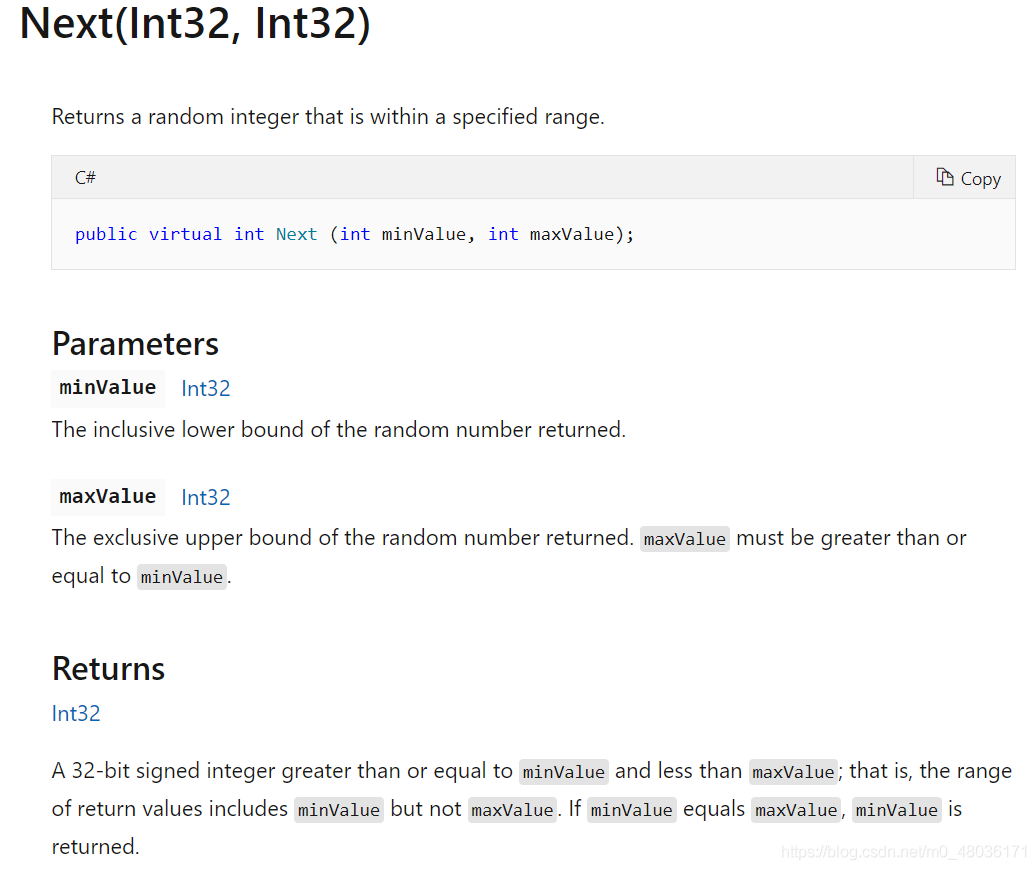 Next(Int32, Int32)
Returns a random integer that is within a specified range.
C#
Copy
public virtual int Next (int minValue, int maxValue);
Parameters
minValue Int32
The inclusive lower bound of the random number returned.
maxValue Int32
The exclusive upper bound of the random number returned. maxValue must be greater than or
equal to minValue.
Returns
Int32
A 32-bit signed integer greater than or equal to minValue and less than maxValue; that is, the range
of return values includes minValue but not maxValue. If minValue equals maxValue, minValue is
returned.
https://blog.csdn.net/m0_48036171